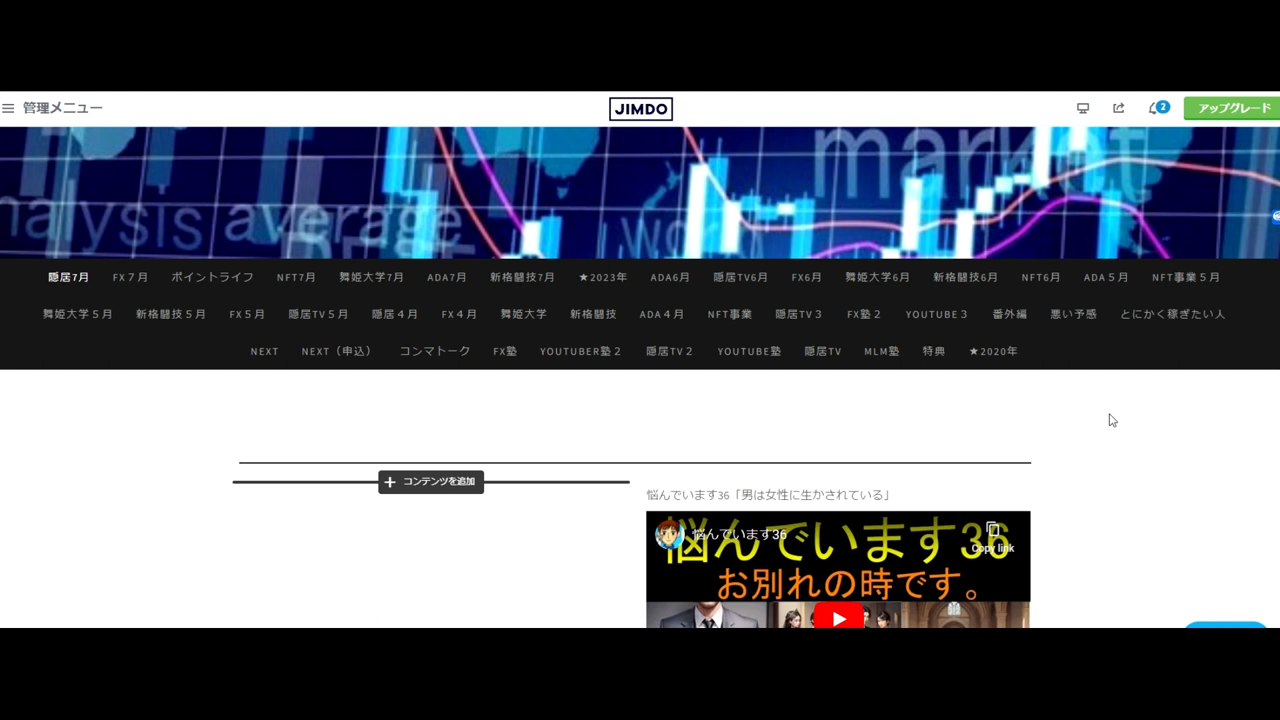 管理メニュー
JIMDO
2
アップグレード
market
nalysis average
隠居7月 FX７月 ポイントライフ NFT7月 舞姫大学7月 ADA7月 新格闘技7月 ★2023年 ADA6月 隠居TV6月 FX6月 舞姫大学6月 新格闘技6月 NFT6月 ADA５月 NFT事業５月
舞姫大学５月 新格闘技５月 FX５月 隠居TV５月 隠居４月 FX４月 舞姫大学 新格闘技 ADA４月 NFT事業 隠居TV３ FX塾２ YOUTUBE３ 番外編 悪い予感 とにかく稼ぎたい人
NEXT NEXT（申込） コンマトーク FX塾 YOUTUBER塾２ 隠居TV２ YOUTUBE塾 隠居TV MLM塾 特典 ★2020年
コンテンツを追加
悩んでいます36「男は女性に生かされている」
悩んでいます36
悩んでいます36
Copy link
お別れの時です。